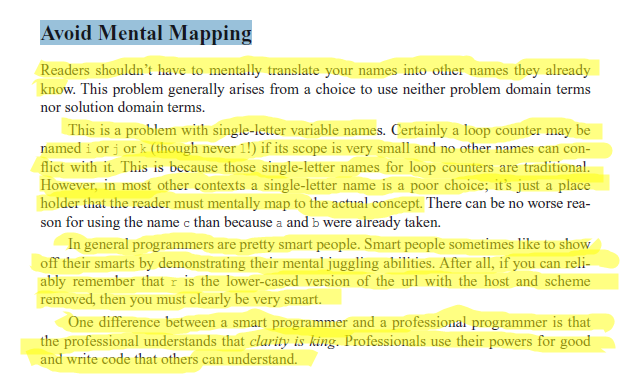 Avoid Mental Mapping
Readers shouldn't have to mentally translate your names into other names they already
know. This problem generally arises from a choice to use neither problem domain terms
nor solution domain terms.
This is a problem with single-letter variable names. Certainly a loop counter may be
named i or j or k (though never l!) if its scope is very small and no other names can con-
flict with it. This is because those single-letter names for loop counters are traditional.
However, in most other contexts a single-letter name is a poor choice; it's just a place
holder that the reader must mentally map to the actual concept. There can be no worse rea-
son for using the name c than because a and b were already taken.
In general programmers are pretty smart people. Smart people sometimes like to show
off their smarts by demonstrating their mental juggling abilities. After all, if you can reli-
ably remember that r is the lower-cased version of the url with the host and scheme
removed, then you must clearly be very smart.
One difference between a smart programmer and a professional programmer is that
the professional understands that clarity is king. Professionals use their powers for good
and write code that others can understand.